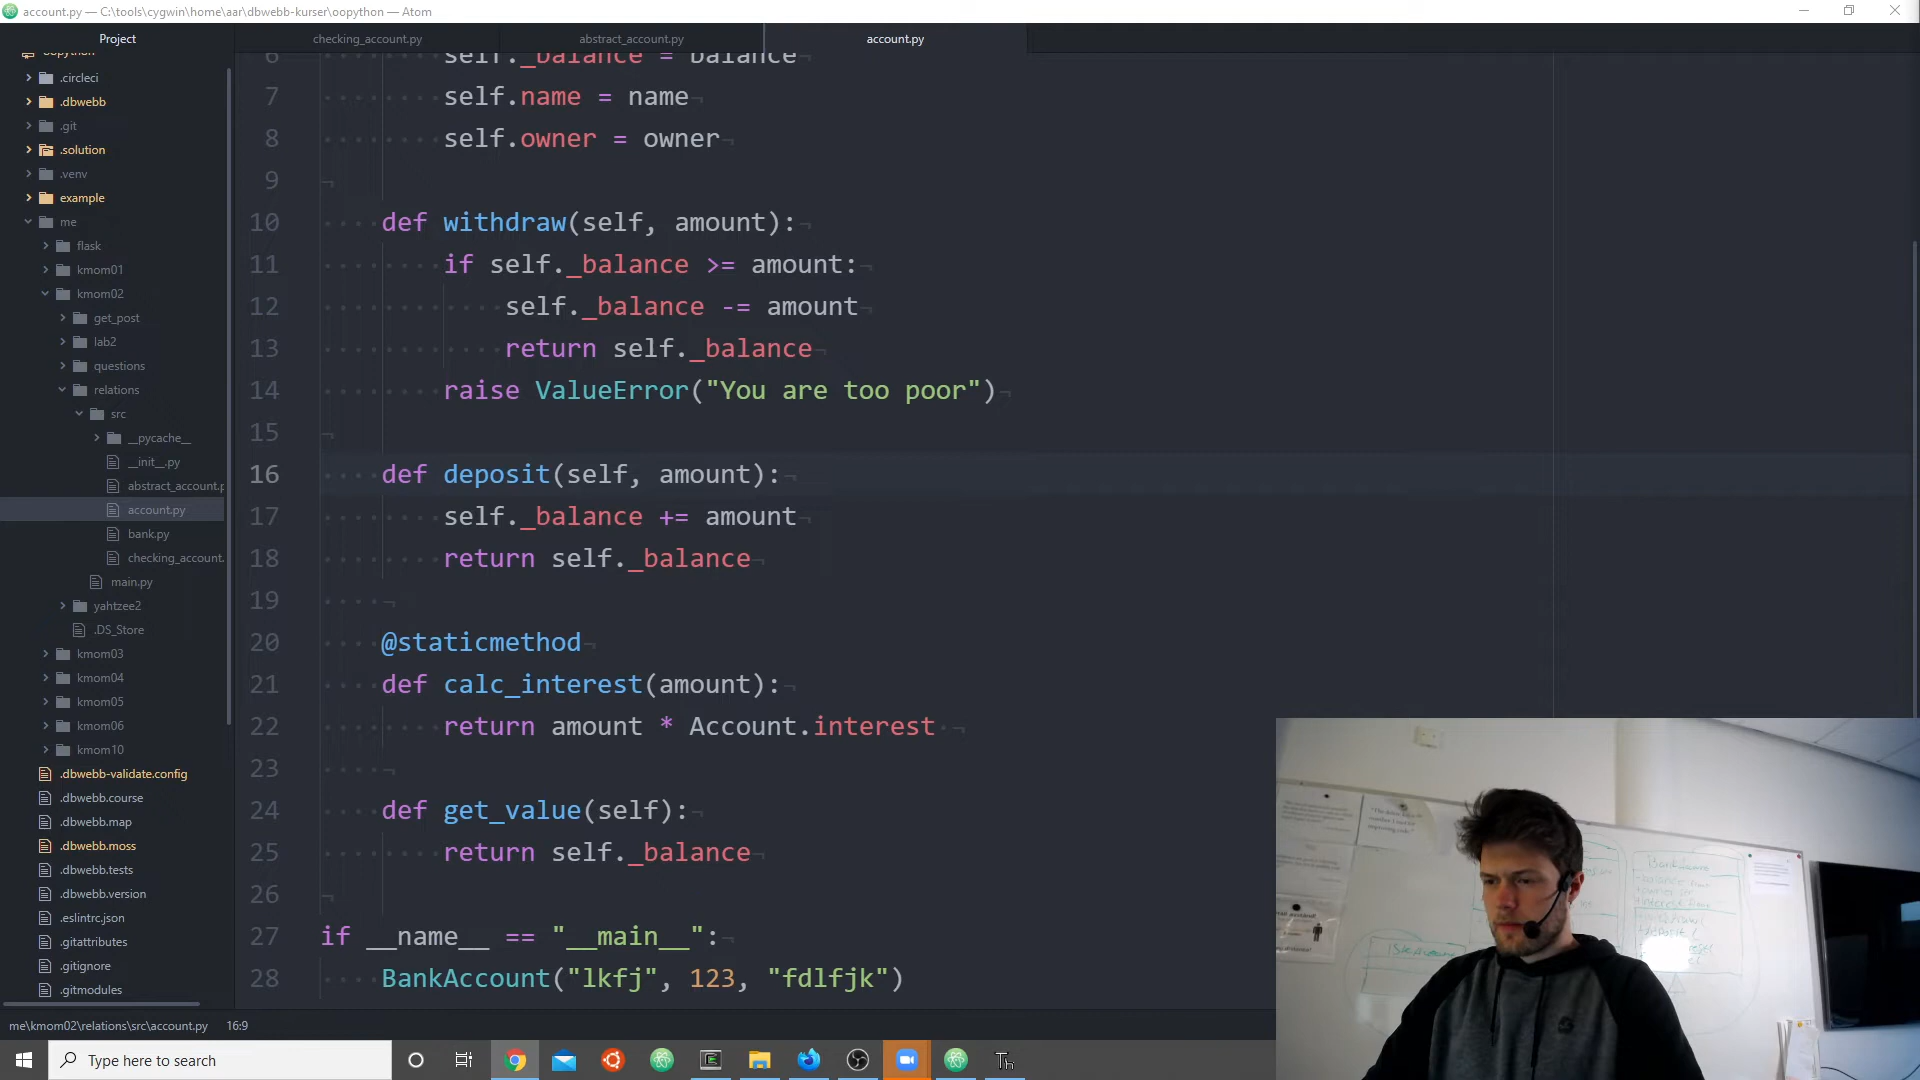 account.py — C:\tools\cygwin\home\aar\dbwebb-kurser\oopython — Atom
Project
checking_account.py
abstract_account.py
account.py
oopython
.circleci
.dbwebb
.git
.solution
.venv
example
me
flask
kmom01
kmom02
get_post
lab2
questions
relations
src
__pycache__
__init__.py
abstract_account.p
account.py
bank.py
checking_account.
main.py
yahtzee2
.DS_Store
kmom03
kmom04
kmom05
kmom06
kmom10
.dbwebb-validate.config
.dbwebb.course
.dbwebb.map
.dbwebb.moss
.dbwebb.tests
.dbwebb.version
.eslintrc.json
.gitattributes
.gitignore
.gitmodules
6 self._balance = balance
7 self.name = name
8 self.owner = owner
9
10 def withdraw(self, amount):
11 if self._balance >= amount:
12 self._balance -= amount
13 return self._balance
14 raise ValueError("You are too poor")
15
16 def deposit(self, amount):
17 self._balance += amount
18 return self._balance
19
20 @staticmethod
21 def calc_interest(amount):
22 return amount * Account.interest
23
24 def get_value(self):
25 return self._balance
26
27 if __name__ == "__main__":
28 BankAccount("lkfj", 123, "fdlfjk")
me\kmom02\relations\src\account.py 16:9
Type here to search